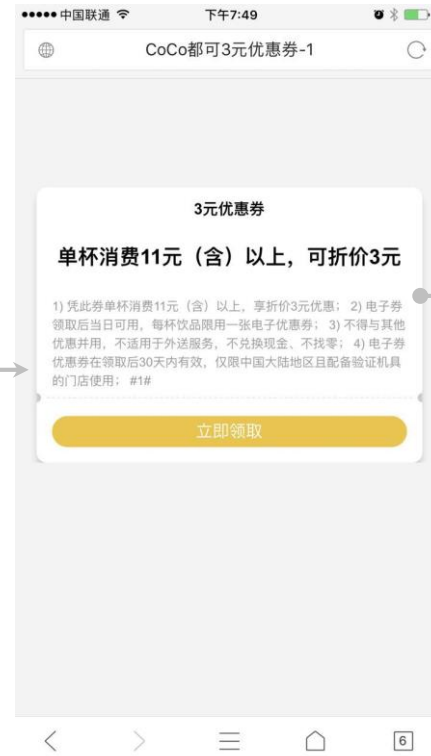 中国联通 下午7:49
CoCo都可3元优惠券-1
3元优惠券
单杯消费11元（含）以上，可折价3元
1) 凭此券单杯消费11元（含）以上，享折价3元优惠； 2) 电子券
领取后当日可用，每杯饮品限用一张电子优惠券； 3) 不得与其他
优惠并用，不适用于外送服务，不兑换现金、不找零； 4) 电子券
优惠券在领取后30天内有效，仅限中国大陆地区且配备验证机具
的门店使用； #1#
立即领取
6